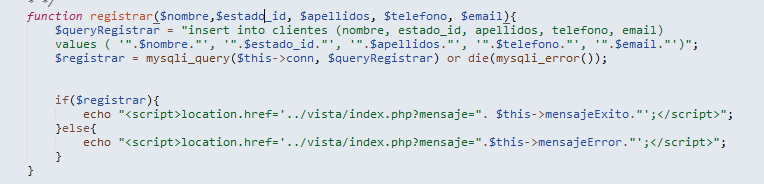 * */
function registrar($nombre,$estado_id, $apellidos, $telefono, $email){
$queryRegistrar = "insert into clientes (nombre, estado_id, apellidos, telefono, email)
values ( '".$nombre."', '".$estado_id."', '".$apellidos."', '".$telefono."', '".$email."')";
$registrar = mysqli_query($this->conn, $queryRegistrar) or die(mysqli_error());
if($registrar){
echo "<script>location.href='../vista/index.php?mensaje=". $this->mensajeExito."';</script>";
}else{
echo "<script>location.href='../vista/index.php?mensaje=".$this->mensajeError."';</script>";
}
}